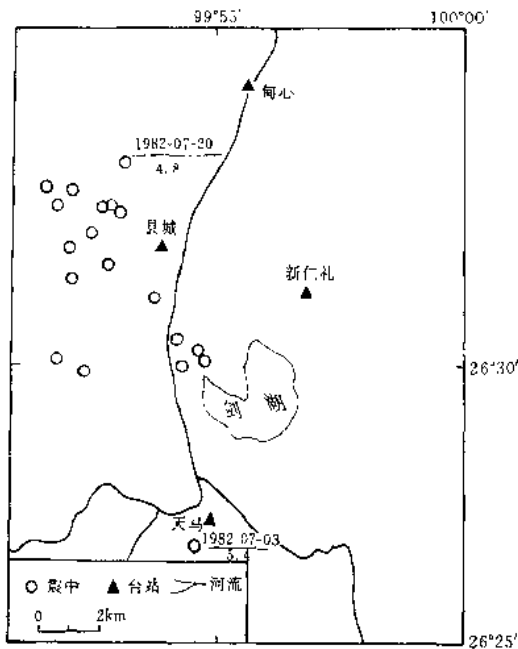 99°55′ 100°00′
甸心
1982-07-20
4.8
县城
新仁礼
26°30′
剑湖
天马
1982-07-03
5.4
震中 台站 河流
0 2km
26°25′